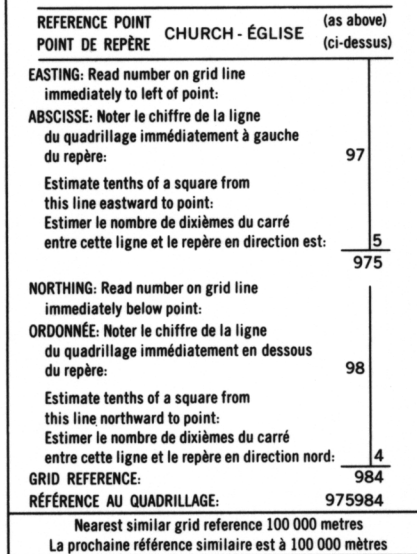 REFERENCE POINT CHURCH - ÉGLISE (as above)
POINT DE REPÈRE (ci-dessus)
EASTING: Read number on grid line
immediately to left of point:
ABSCISSE: Noter le chiffre de la ligne
du quadrillage immédiatement à gauche
du repère: 97
Estimate tenths of a square from
this line eastward to point:
Estimer le nombre de dixièmes du carré
entre cette ligne et le repère en direction est: 5
975
NORTHING: Read number on grid line
immediately below point:
ORDONNÉE: Noter le chiffre de la ligne
du quadrillage immédiatement en dessous
du repère: 98
Estimate tenths of a square from
this line northward to point:
Estimer le nombre de dixièmes du carré
entre cette ligne et le repère en direction nord: 4
GRID REFERENCE: 984
RÉFÉRENCE AU QUADRILLAGE: 975984
Nearest similar grid reference 100 000 metres
La prochaine référence similaire est à 100 000 mètres